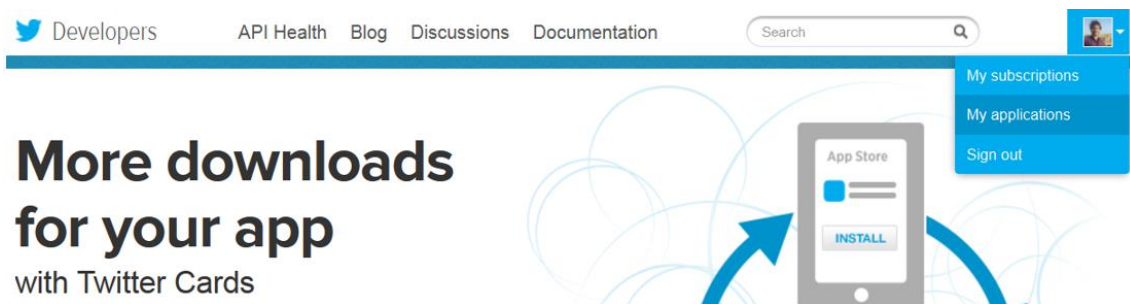 Developers API Health Blog Discussions Documentation Search
My subscriptions
My applications
Sign out
More downloads
for your app
with Twitter Cards
App Store
INSTALL